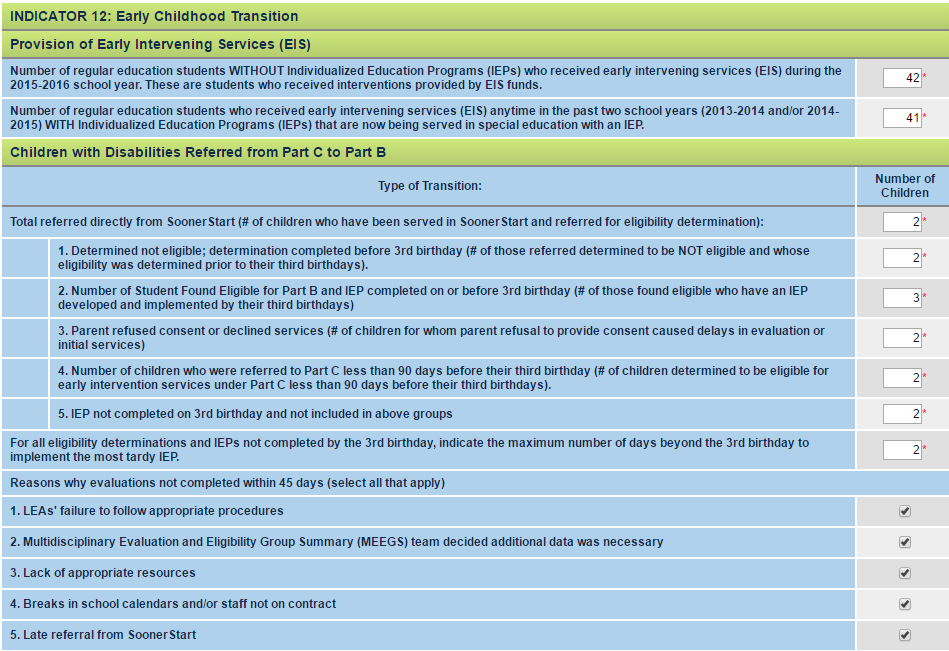 INDICATOR 12: Early Childhood Transition
Provision of Early Intervening Services (EIS)
Number of regular education students WITHOUT Individualized Education Programs (IEPs) who received early intervening services (EIS) during the
2015-2016 school year. These are students who received interventions provided by EIS funds.
42*
Number of regular education students who received early intervening services (EIS) anytime in the past two school years (2013-2014 and/or 2014-
2015) WITH Individualized Education Programs (IEPs) that are now being served in special education with an IEP.
41*
Children with Disabilities Referred from Part C to Part B
Type of Transition:
Number of
Children
Total referred directly from SoonerStart (# of children who have been served in SoonerStart and referred for eligibility determination):
2*
1. Determined not eligible; determination completed before 3rd birthday (# of those referred determined to be NOT eligible and whose
eligibility was determined prior to their third birthdays).
2*
2. Number of Student Found Eligible for Part B and IEP completed on or before 3rd birthday (# of those found eligible who have an IEP
developed and implemented by their third birthdays)
3*
3. Parent refused consent or declined services (# of children for whom parent refusal to provide consent caused delays in evaluation or
initial services)
2*
4. Number of children who were referred to Part C less than 90 days before their third birthday (# of children determined to be eligible for
early intervention services under Part C less than 90 days before their third birthdays).
2*
5. IEP not completed on 3rd birthday and not included in above groups
2*
For all eligibility determinations and IEPs not completed by the 3rd birthday, indicate the maximum number of days beyond the 3rd birthday to
implement the most tardy IEP.
2*
Reasons why evaluations not completed within 45 days (select all that apply)
1. LEAs' failure to follow appropriate procedures
2. Multidisciplinary Evaluation and Eligibility Group Summary (MEEGS) team decided additional data was necessary
3. Lack of appropriate resources
4. Breaks in school calendars and/or staff not on contract
5. Late referral from SoonerStart